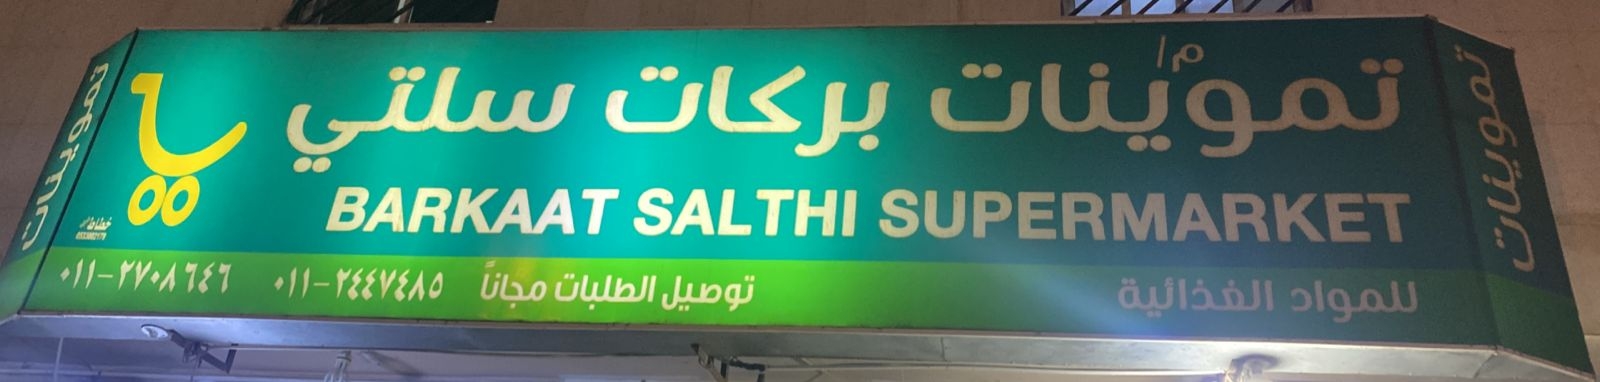 م/
تموينات بركات سلتي
BARKAAT SALTHI SUPERMARKET
للمواد الغذائية
توصيل الطلبات مجاناً
٠١١-٢٤٤٧٤٨٥
٠١١-٢٧٠٨٦٤٦
تموينات
تموينات